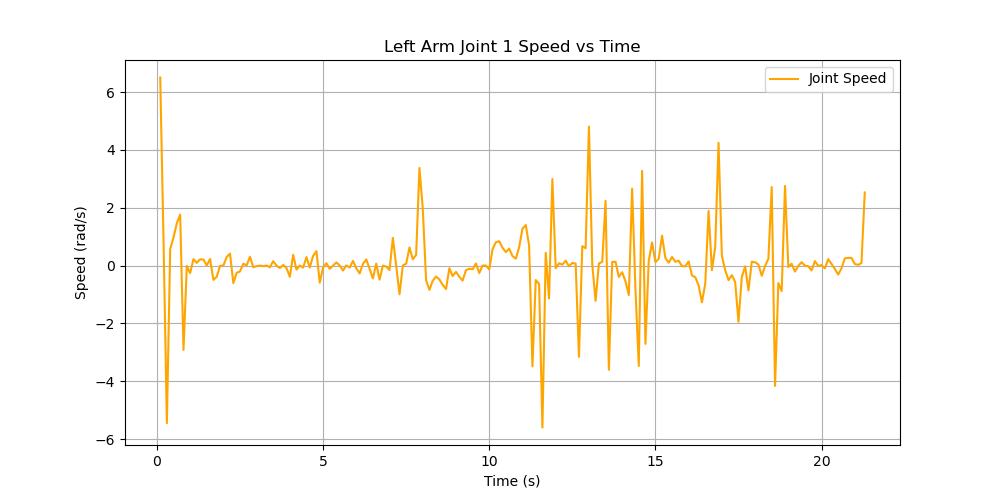 Left Arm Joint 1 Speed vs Time
Joint Speed
6
4
2
0
−2
−4
−6
Speed (rad/s)
0 5 10 15 20
Time (s)